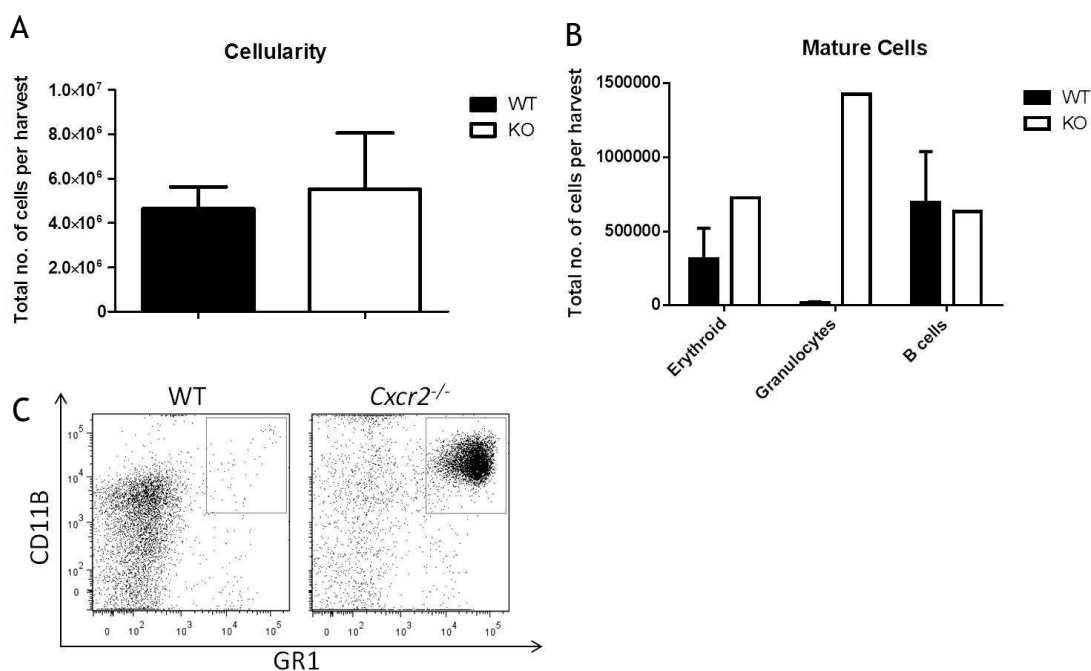 A
Cellularity
Total no. of cells per harvest
1.0×10⁷
8.0×10⁶
6.0×10⁶
4.0×10⁶
2.0×10⁶
0
WT
KO
B
Mature Cells
Total no. of cells per harvest
1500000
1000000
500000
0
Erythroid
Granulocytes
B cells
WT
KO
C
WT
Cxcr2⁻/⁻
CD11B
10⁵
10⁴
10³
10²
0
0 10² 10³ 10⁴ 10⁵
0 10² 10³ 10⁴ 10⁵
GR1